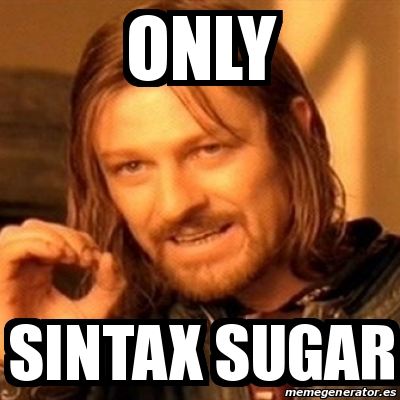 ONLY
SINTAX SUGAR
memegenerator.es